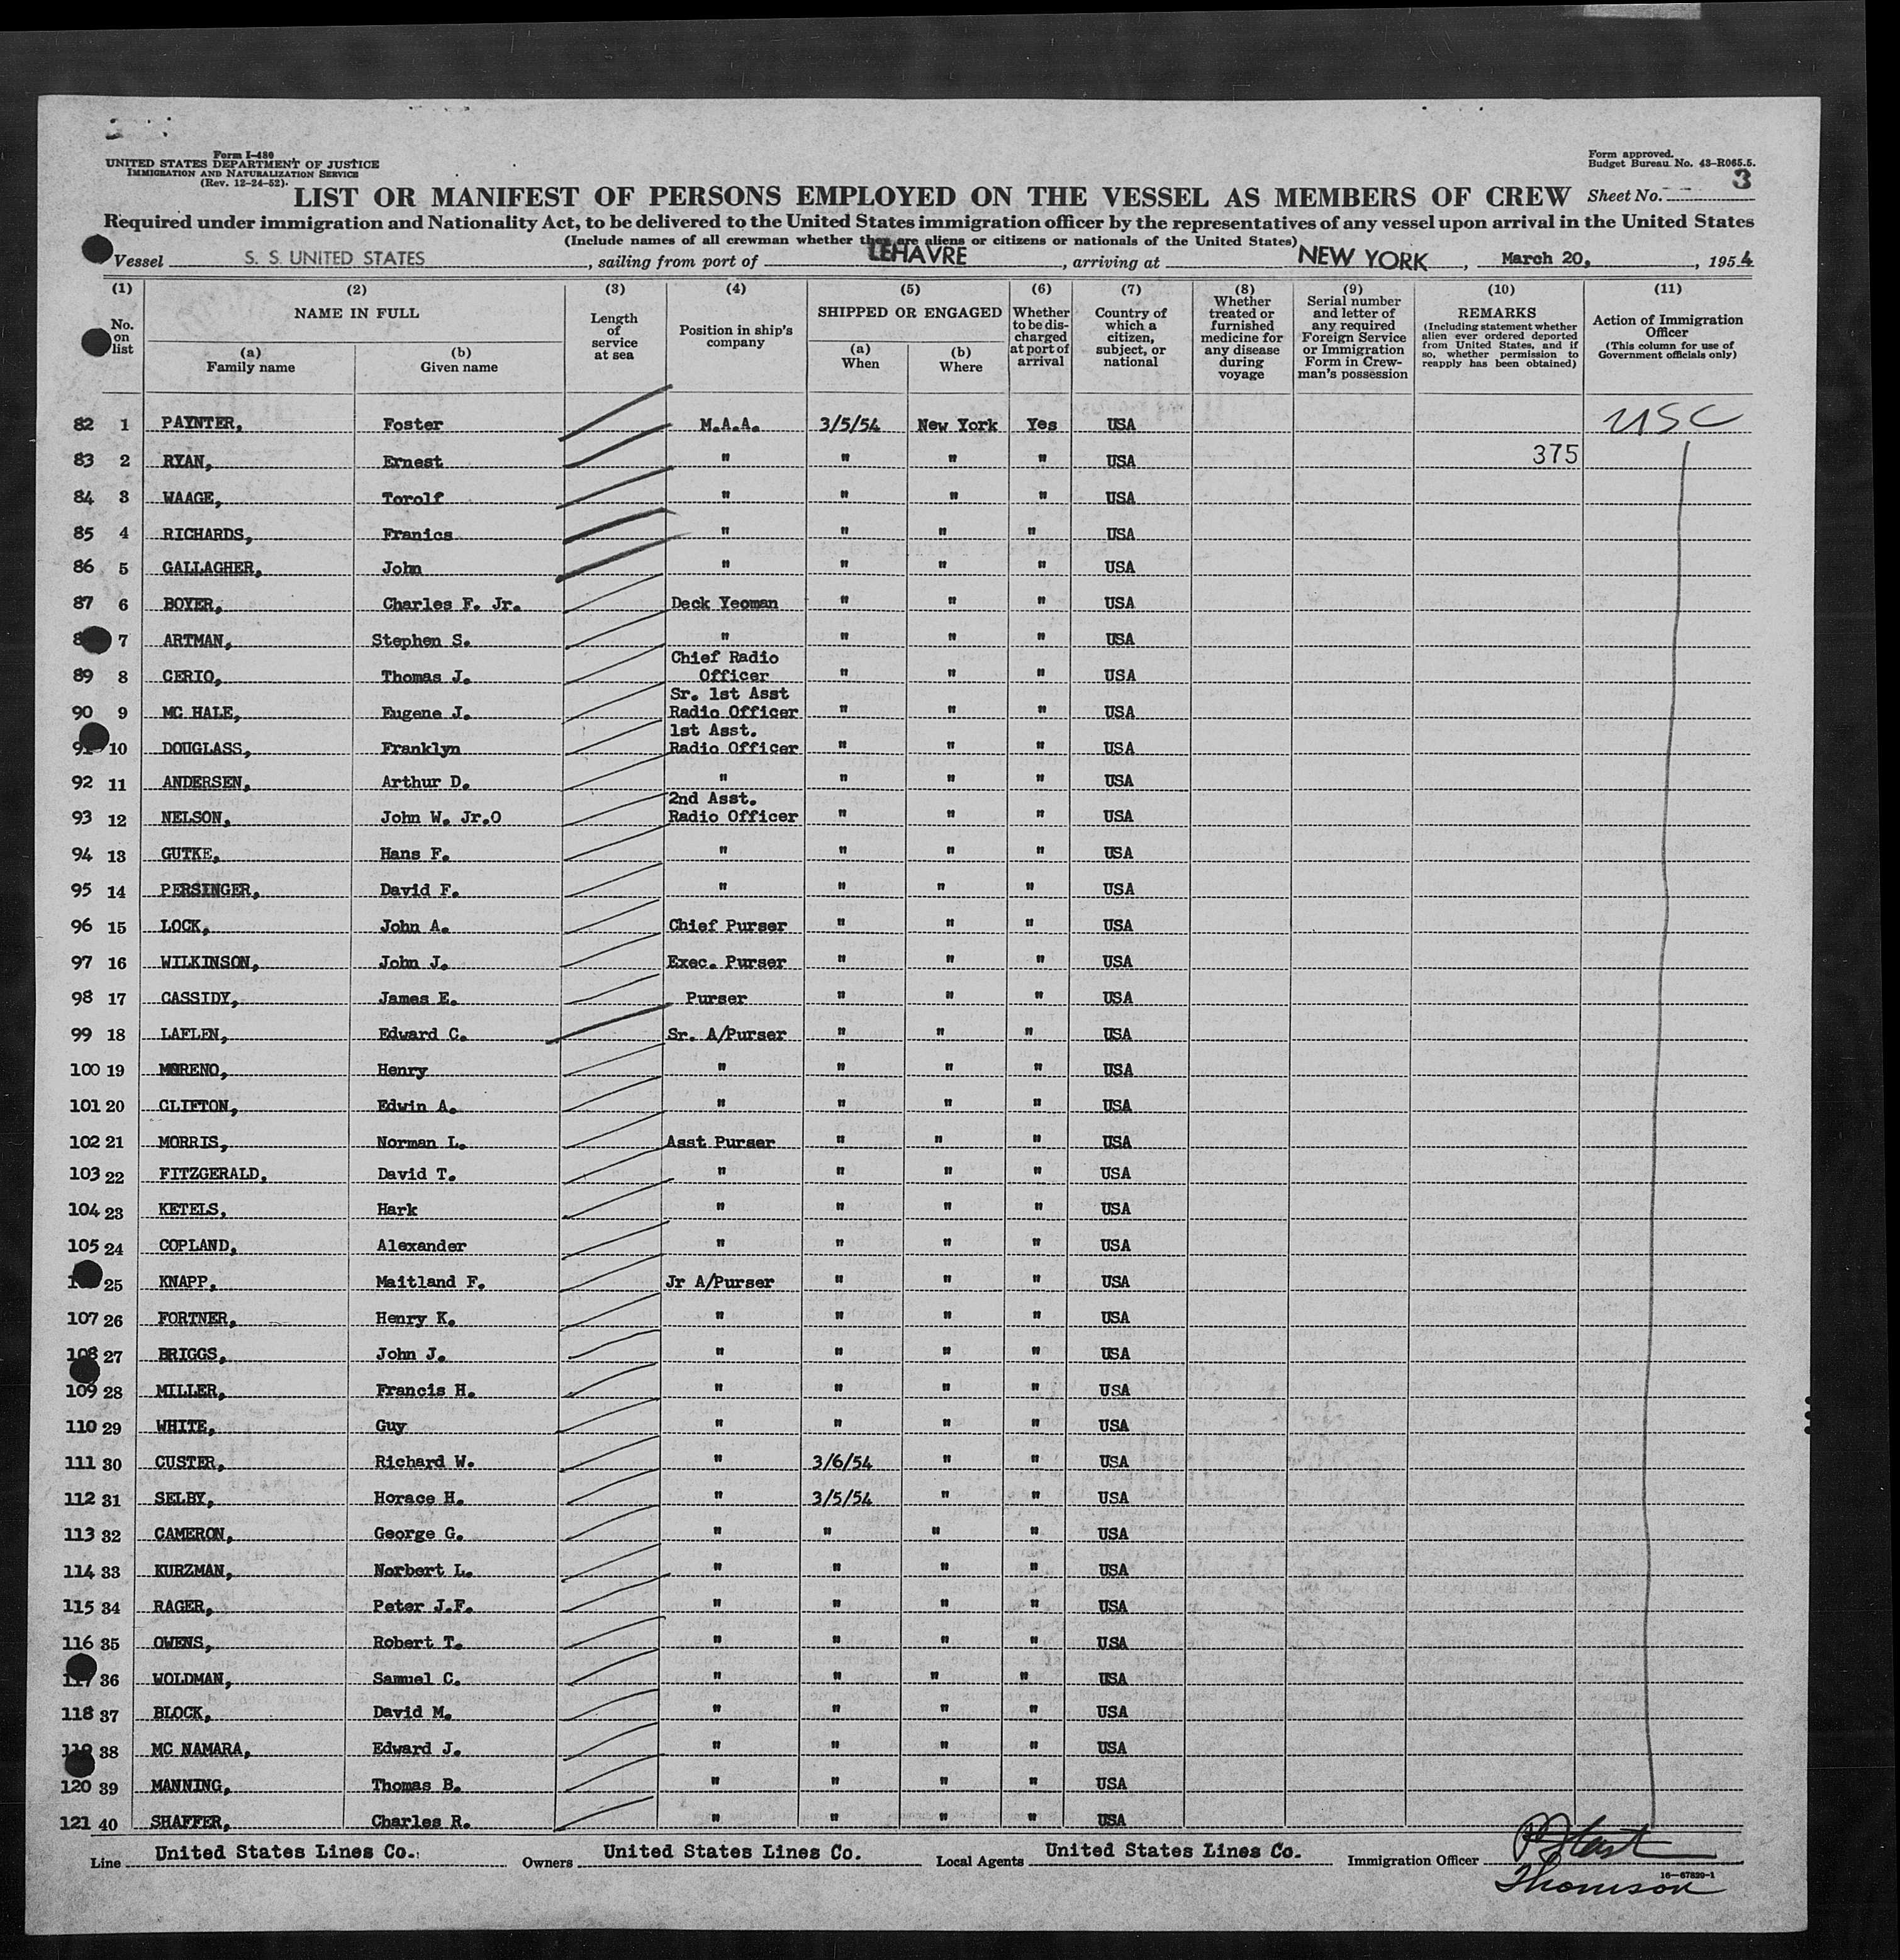 Form I-480
UNITED STATES DEPARTMENT OF JUSTICE
IMMIGRATION AND NATURALIZATION SERVICE
(Rev. 12-24-52)
Form approved.
Budget Bureau No. 43-R065.5.
LIST OR MANIFEST OF PERSONS EMPLOYED ON THE VESSEL AS MEMBERS OF CREW Sheet No. 3
Required under immigration and Nationality Act, to be delivered to the United States immigration officer by the representatives of any vessel upon arrival in the United States
(Include names of all crewman whether they are aliens or citizens or nationals of the United States)
Vessel S. S. UNITED STATES, sailing from port of LEHAVRE, arriving at NEW YORK, March 20, 1954
(1) No. on list
(2) NAME IN FULL (a) Family name (b) Given name
(3) Length of service at sea
(4) Position in ship's company
(5) SHIPPED OR ENGAGED (a) When (b) Where
(6) Whether to be discharged at port of arrival
(7) Country of which a citizen, subject, or national
(8) Whether treated or furnished medicine for any disease during voyage
(9) Serial number and letter of any required Foreign Service or Immigration Form in Crewman's possession
(10) REMARKS (Including statement whether alien ever ordered deported from United States, and if so, whether permission to reapply has been obtained)
(11) Action of Immigration Officer (This column for use of Government officials only)
82 1 PAYNTER, Foster M.A.A. 3/5/54 New York Yes USA USC
83 2 RYAN, Ernest " " " " USA 375
84 3 WAAGE, Torolf " " " " USA
85 4 RICHARDS, Franics " " " " USA
86 5 GALLAGHER, John " " " " USA
87 6 BOYER, Charles F. Jr. Deck Yeoman " " " USA
8 7 ARTMAN, Stephen S. " " " " USA
89 8 CERIO, Thomas J. Chief Radio Officer " " " USA
90 9 MC HALE, Eugene J. Sr. 1st Asst Radio Officer " " " USA
91 10 DOUGLASS, Franklyn 1st Asst. Radio Officer " " " USA
92 11 ANDERSEN, Arthur D. " " " " USA
93 12 NELSON, John W. Jr.O 2nd Asst. Radio Officer " " " USA
94 13 GUTKE, Hans F. " " " " USA
95 14 PERSINGER, David F. " " " " USA
96 15 LOCK, John A. Chief Purser " " " USA
97 16 WILKINSON, John J. Exec. Purser " " " USA
98 17 CASSIDY, James E. Purser " " " USA
99 18 LAFLEN, Edward C. Sr. A/Purser " " " USA
100 19 MORENO, Henry " " " " USA
101 20 CLIFTON, Edwin A. " " " " USA
102 21 MORRIS, Norman L. Asst Purser " " " USA
103 22 FITZGERALD, David T. " " " " USA
104 23 KETELS, Hark " " " " USA
105 24 COPLAND, Alexander " " " " USA
1 25 KNAPP, Maitland F. Jr A/Purser " " " USA
107 26 FORTNER, Henry K. " " " " USA
108 27 BRIGGS, John J. " " " " USA
109 28 MILLER, Francis H. " " " " USA
110 29 WHITE, Guy " " " " USA
111 30 CUSTER, Richard W. " 3/6/54 " " USA
112 31 SELBY, Horace H. " 3/5/54 " " USA
113 32 CAMERON, George G. " " " " USA
114 33 KURZMAN, Norbert L. " " " " USA
115 34 RAGER, Peter J.F. " " " " USA
116 35 OWENS, Robert T. " " " " USA
117 36 WOLDMAN, Samuel C. " " " " USA
118 37 BLOCK, David M. " " " " USA
119 38 MC NAMARA, Edward J. " " " " USA
120 39 MANNING, Thomas B. " " " " USA
121 40 SHAFFER, Charles R. " " " " USA
Line United States Lines Co. Owners United States Lines Co. Local Agents United States Lines Co. Immigration Officer
16-67829-1
Thomson